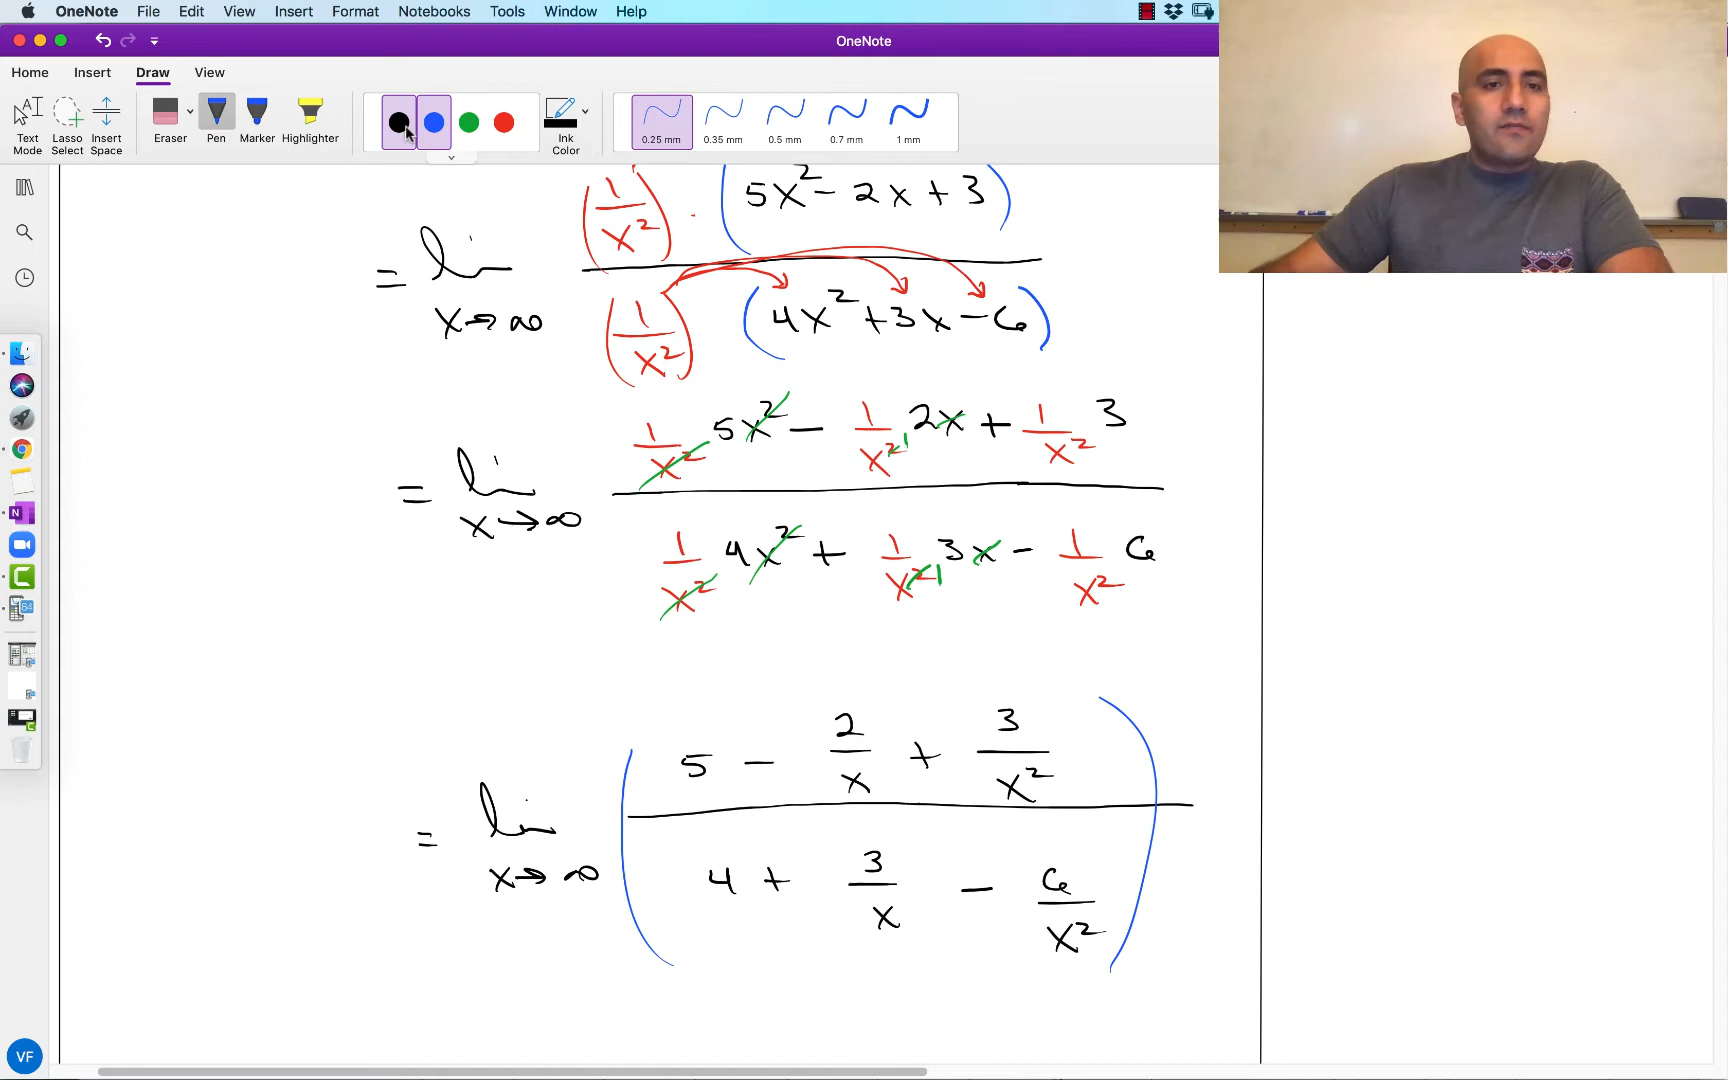 OneNote File Edit View Insert Format Notebooks Tools Window Help
OneNote
Home Insert Draw View
Text Mode Lasso Select Insert Space Eraser Pen Marker Highlighter Ink Color 0.25 mm 0.35 mm 0.5 mm 0.7 mm 1 mm
= lim x→∞ (1/x²) · (5x² − 2x + 3) / (1/x²) (4x² + 3x − 6)
= lim x→∞ (1/x² 5x² − 1/x² 2x + 1/x² 3) / (1/x² 4x² + 1/x² 3x − 1/x² 6)
= lim x→∞ ((5 − 2/x + 3/x²) / (4 + 3/x − 6/x²))
VF